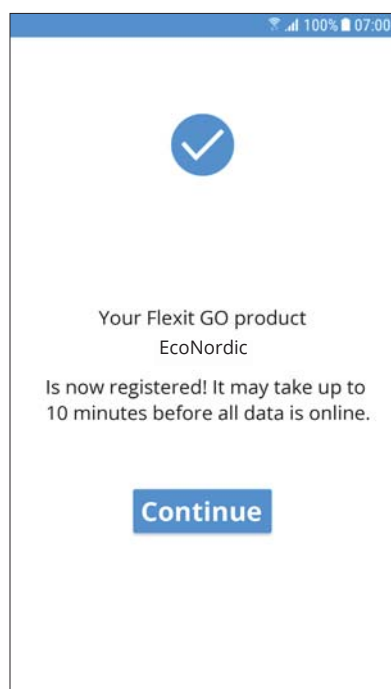 100% 07:00
Your Flexit GO product
EcoNordic
Is now registered! It may take up to
10 minutes before all data is online.
Continue